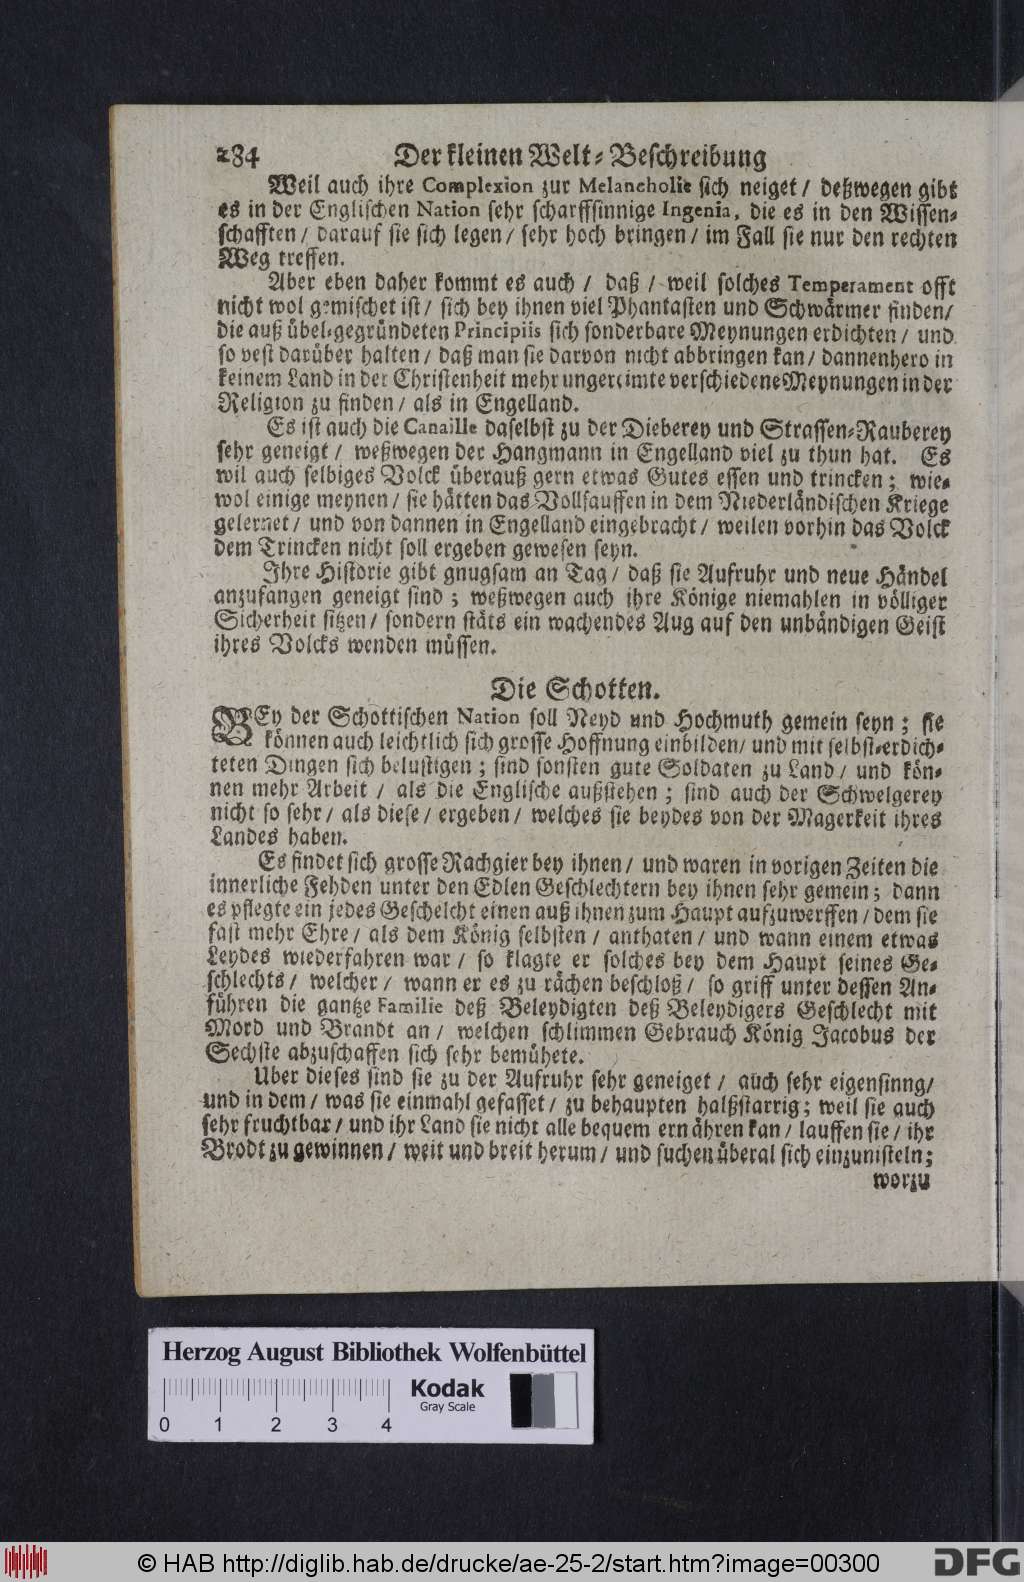 284 Der kleinen Welt-Beschreibung
Weil auch ihre Complexion zur Melancholie sich neiget / deßwegen gibt
es in der Englischen Nation sehr scharffsinnige Ingenia, die es in den Wissen-
schafften / darauf sie sich legen / sehr hoch bringen / im Fall sie nur den rechten
Weg treffen.
Aber eben daher kommt es auch / daß / weil solches Temperament offt
nicht wol gemischet ist / sich bey ihnen viel Phantasten und Schwärmer finden /
die auß übel-gegründeten Principiis sich sonderbare Meynungen erdichten / und
so vest darüber halten / daß man sie darvon nicht abbringen kan / dannenhero in
keinem Land in der Christenheit mehr ungereimte verschiedene Meynungen in der
Religion zu finden / als in Engelland.
Es ist auch die Canaille daselbst zu der Dieberey und Strassen-Rauberey
sehr geneigt / weßwegen der Hangmann in Engelland viel zu thun hat. Es
wil auch selbiges Volck überauß gern etwas Gutes essen und trincken ; wie-
wol einige meynen / sie hätten das Vollsauffen in dem Niederländischen Kriege
gelernet / und von dannen in Engelland eingebracht / weilen vorhin das Volck
dem Trincken nicht soll ergeben gewesen seyn.
Ihre Historie gibt gnugsam an Tag / daß sie Aufruhr und neue Händel
anzufangen geneigt sind ; weßwegen auch ihre Könige niemahlen in völliger
Sicherheit sitzen / sondern stäts ein wachendes Aug auf den unbändigen Geist
ihres Volcks wenden müssen.
Die Schotten.
BEy der Schottischen Nation soll Neyd und Hochmuth gemein seyn ; sie
können auch leichtlich sich grosse Hoffnung einbilden / und mit selbst-erdich-
teten Dingen sich belustigen ; sind sonsten gute Soldaten zu Land / und kön-
nen mehr Arbeit / als die Englische außstehen ; sind auch der Schwelgerey
nicht so sehr / als diese / ergeben / welches sie beydes von der Magerkeit ihres
Landes haben.
Es findet sich grosse Rachgier bey ihnen / und waren in vorigen Zeiten die
innerliche Fehden unter den Edlen Geschlechtern bey ihnen sehr gemein ; dann
es pflegte ein jedes Geschelcht einen auß ihnen zum Haupt aufzuwerffen / dem sie
fast mehr Ehre / als dem König selbsten / anthaten / und wann einem etwas
Leydes wiederfahren war / so klagte er solches bey dem Haupt seines Ge-
schlechts / welcher / wann er es zu rächen beschloß / so griff unter dessen An-
führen die gantze Familie deß Beleydigten deß Beleydigers Geschlecht mit
Mord und Brandt an / welchen schlimmen Gebrauch König Jacobus der
Sechste abzuschaffen sich sehr bemühete.
Uber dieses sind sie zu der Aufruhr sehr geneiget / auch sehr eigensinng /
und in dem / was sie einmahl gefasset / zu behaupten halßstarrig ; weil sie auch
sehr fruchtbar / und ihr Land sie nicht alle bequem ernähren kan / lauffen sie / ihr
Brodt zu gewinnen / weit und breit herum / und suchen überal sich einzunisteln ;
worzu
Herzog August Bibliothek Wolfenbüttel
Kodak
Gray Scale
0 1 2 3 4
© HAB http://diglib.hab.de/drucke/ae-25-2/start.htm?image=00300
DFG